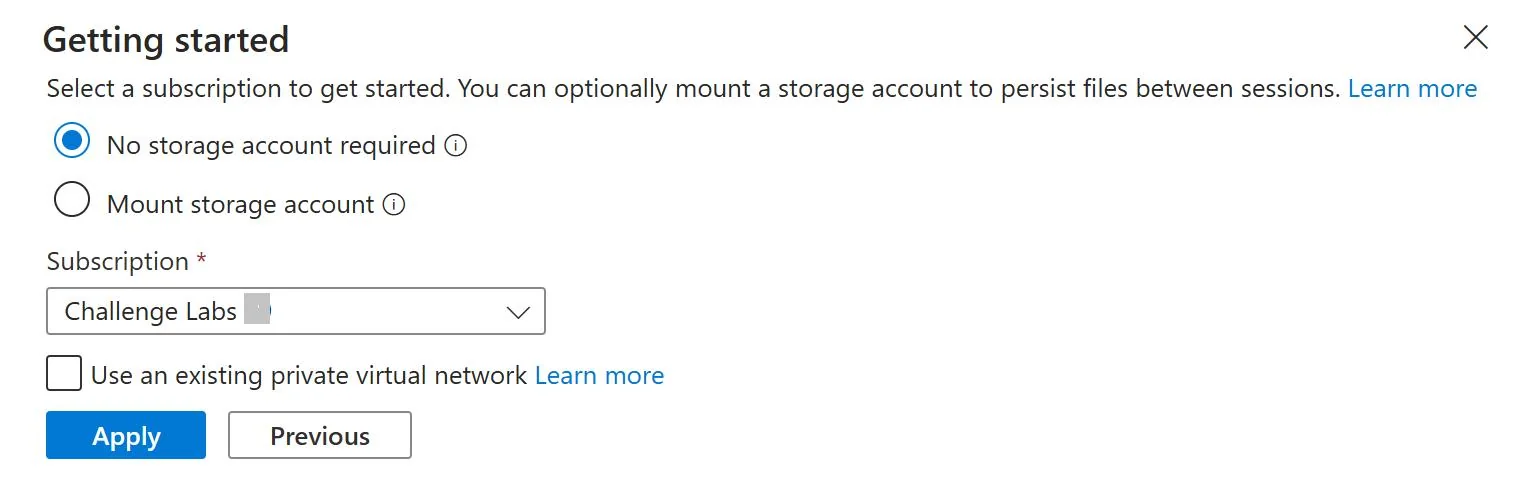 Getting started
Select a subscription to get started. You can optionally mount a storage account to persist files between sessions. Learn more
No storage account required
Mount storage account
Subscription *
Challenge Labs
Use an existing private virtual network Learn more
Apply
Previous